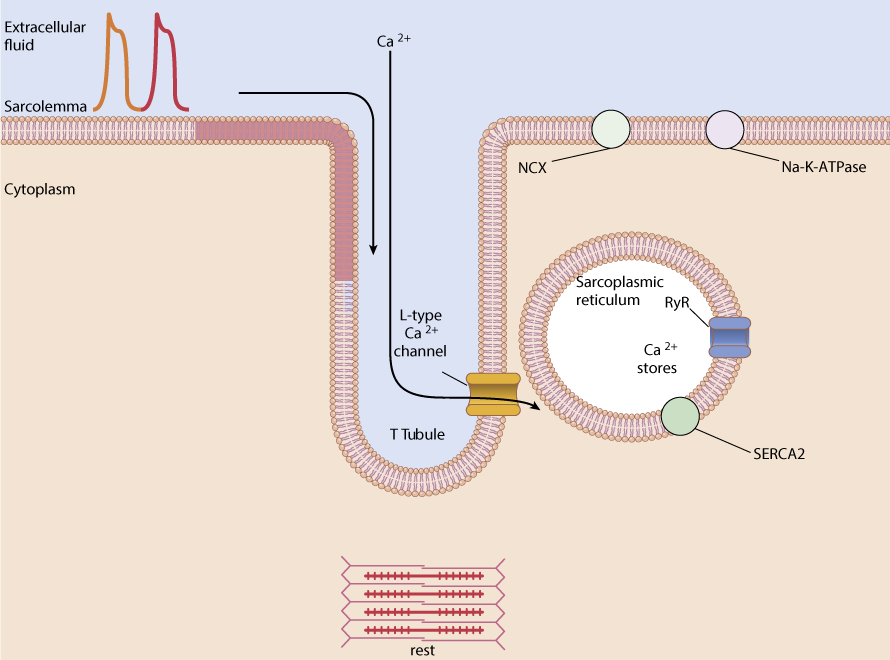 Extracellular
fluid
Ca 2+
Sarcolemma
NCX
Na-K-ATPase
Cytoplasm
Sarcoplasmic
reticulum
RyR
L-type
Ca 2+
channel
Ca 2+
stores
T Tubule
SERCA2
rest